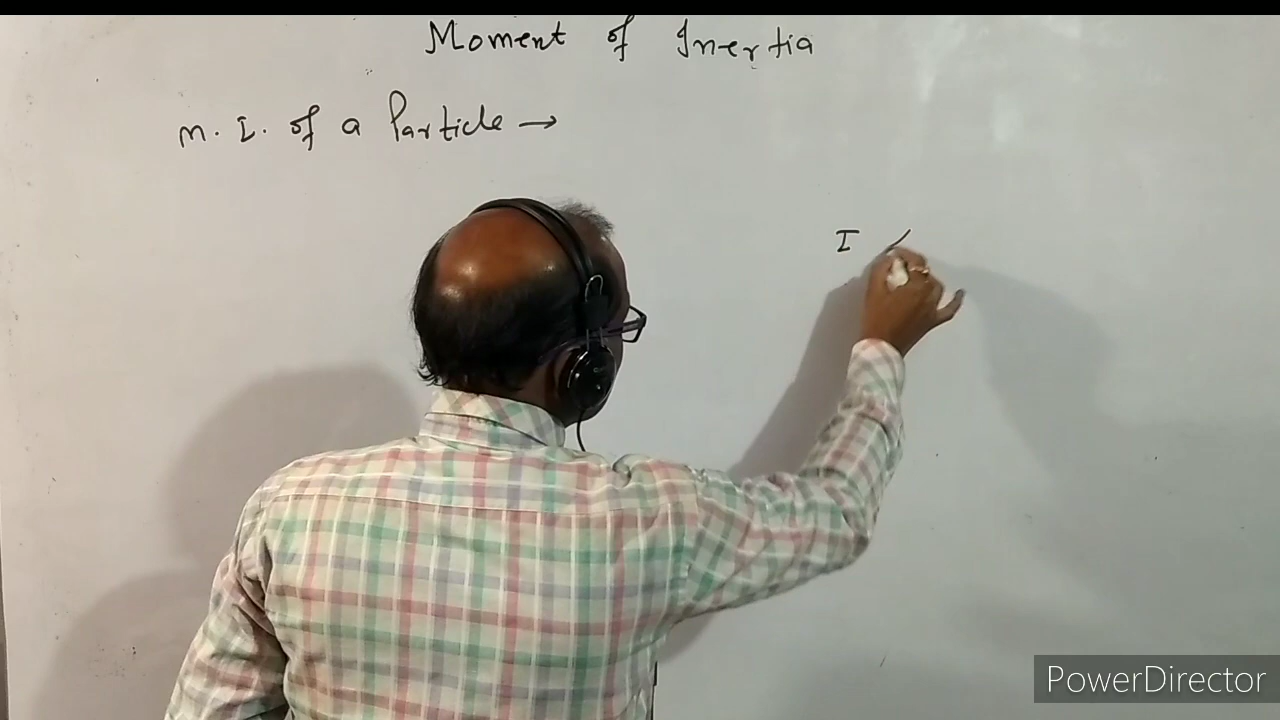 Moment of Inertia
M. I. of a Particle →
I
PowerDirector